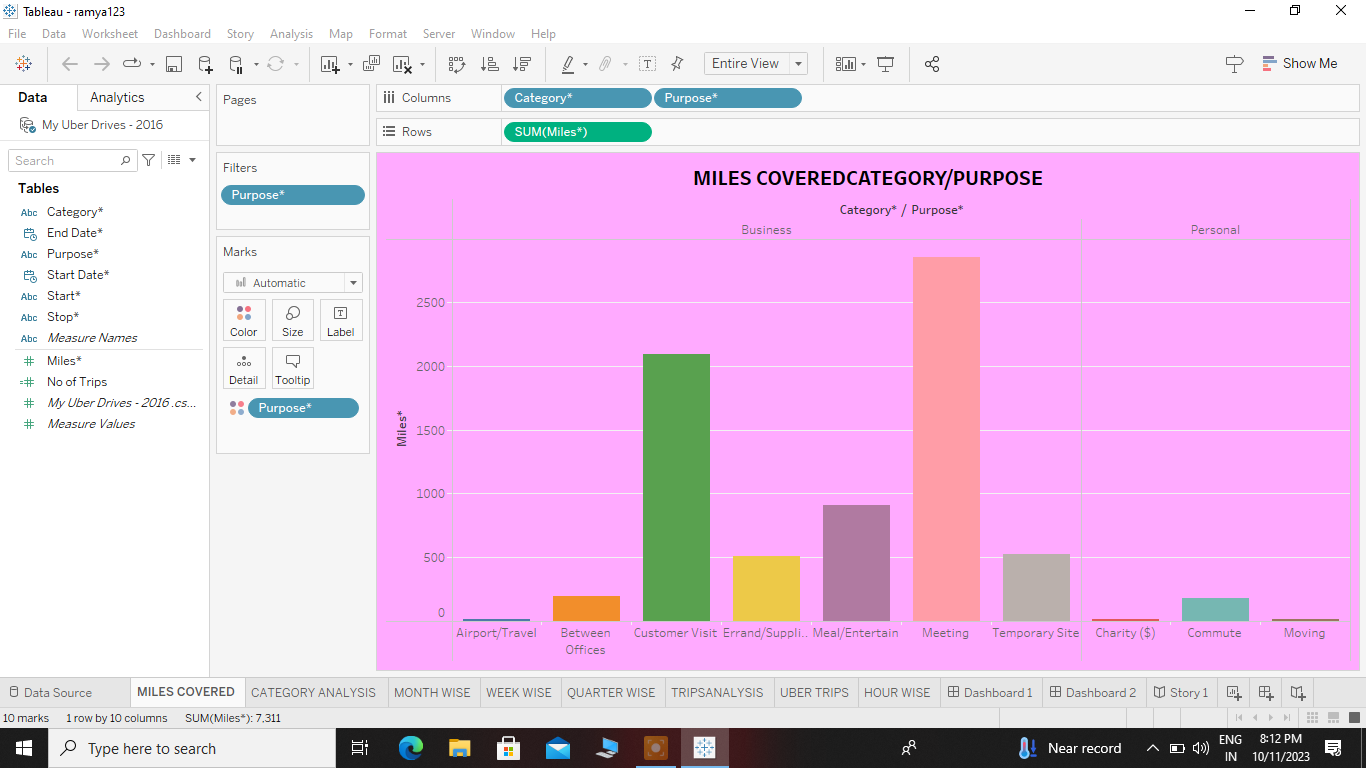 Tableau - ramya123
File Data Worksheet Dashboard Story Analysis Map Format Server Window Help
Entire View
Show Me
Data Analytics
My Uber Drives - 2016
Search
Tables
Abc Category*
End Date*
Abc Purpose*
Start Date*
Abc Start*
Abc Stop*
Abc Measure Names
Miles*
No of Trips
My Uber Drives - 2016 .cs...
Measure Values
Pages
Filters
Purpose*
Marks
Automatic
Color Size Label
Detail Tooltip
Purpose*
Columns Category* Purpose*
Rows SUM(Miles*)
MILES COVEREDCATEGORY/PURPOSE
Category* / Purpose*
Business Personal
Miles*
2500
2000
1500
1000
500
0
Airport/Travel Between Offices Customer Visit Errand/Suppli.. Meal/Entertain Meeting Temporary Site Charity ($) Commute Moving
Data Source MILES COVERED CATEGORY ANALYSIS MONTH WISE WEEK WISE QUARTER WISE TRIPSANALYSIS UBER TRIPS HOUR WISE Dashboard 1 Dashboard 2 Story 1
10 marks 1 row by 10 columns SUM(Miles*): 7,311
Type here to search
Near record
ENG
IN
8:12 PM
10/11/2023